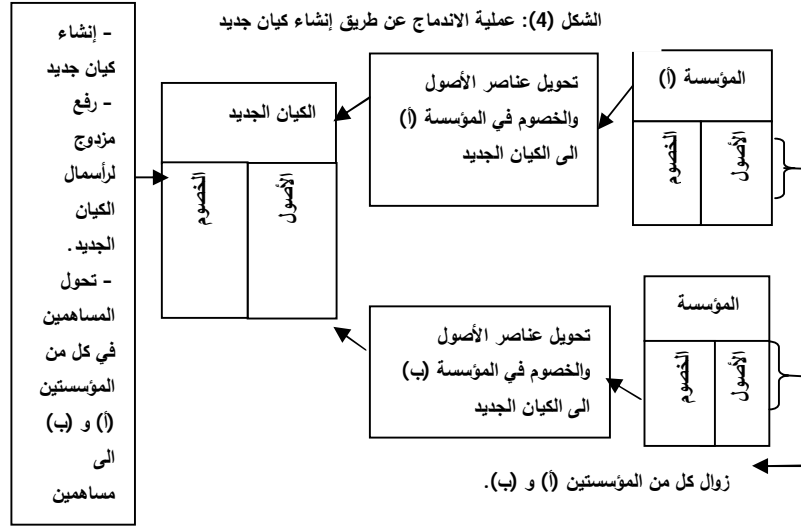 الشكل (4): عملية الاندماج عن طريق إنشاء كيان جديد
المؤسسة (أ)
الأصول
الخصوم
تحويل عناصر الأصول
والخصوم في المؤسسة (أ)
الى الكيان الجديد
الكيان الجديد
الأصول
الخصوم
- إنشاء
كيان جديد
- رفع
مزدوج
لرأسمال
الكيان
الجديد.
- تحول
المساهمين
في كل من
المؤسستين
(أ) و (ب)
الى
مساهمين
المؤسسة
الأصول
الخصوم
تحويل عناصر الأصول
والخصوم في المؤسسة (ب)
الى الكيان الجديد
زوال كل من المؤسستين (أ) و (ب).